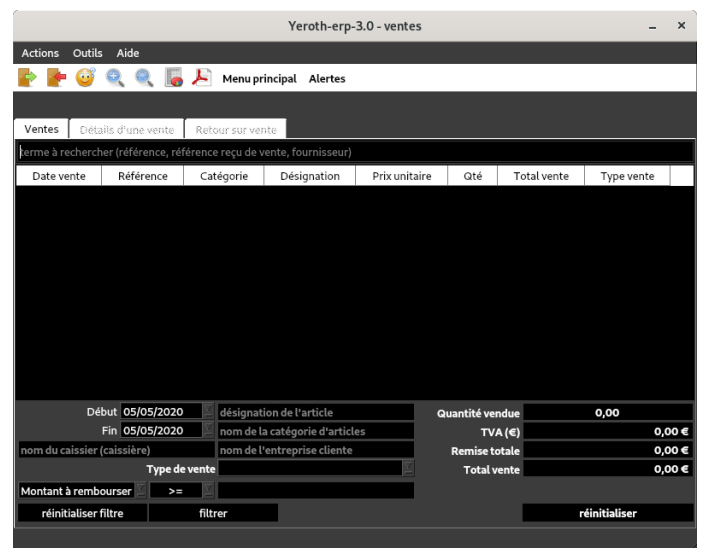 Yeroth-erp-3.0 - ventes
Actions Outils Aide
Menu principal Alertes
Ventes Détails d'une vente Retour sur vente
terme à rechercher (référence, référence reçu de vente, fournisseur)
Date vente Référence Catégorie Désignation Prix unitaire Qté Total vente Type vente
Début 05/05/2020 désignation de l'article Quantité vendue 0,00
Fin 05/05/2020 nom de la catégorie d'articles TVA (€) 0,00 €
nom du caissier (caissière) nom de l'entreprise cliente Remise totale 0,00 €
Type de vente Total vente 0,00 €
Montant à rembourser >=
réinitialiser filtre filtrer réinitialiser